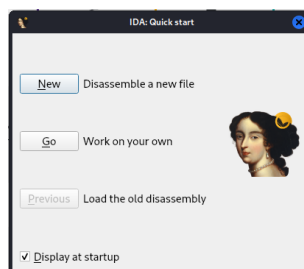 IDA: Quick start
New Disassemble a new file
Go Work on your own
Previous Load the old disassembly
Display at startup